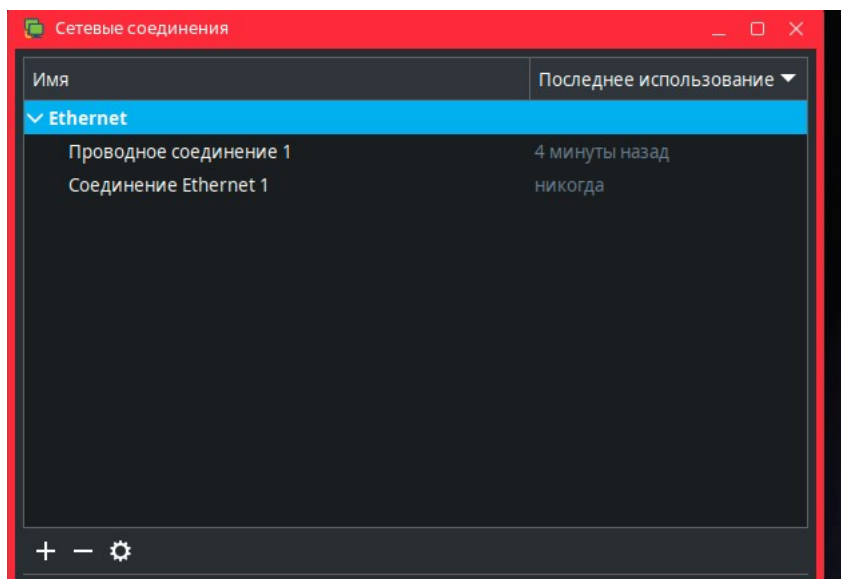 Сетевые соединения
Имя Последнее использование
Ethernet
Проводное соединение 1 4 минуты назад
Соединение Ethernet 1 никогда